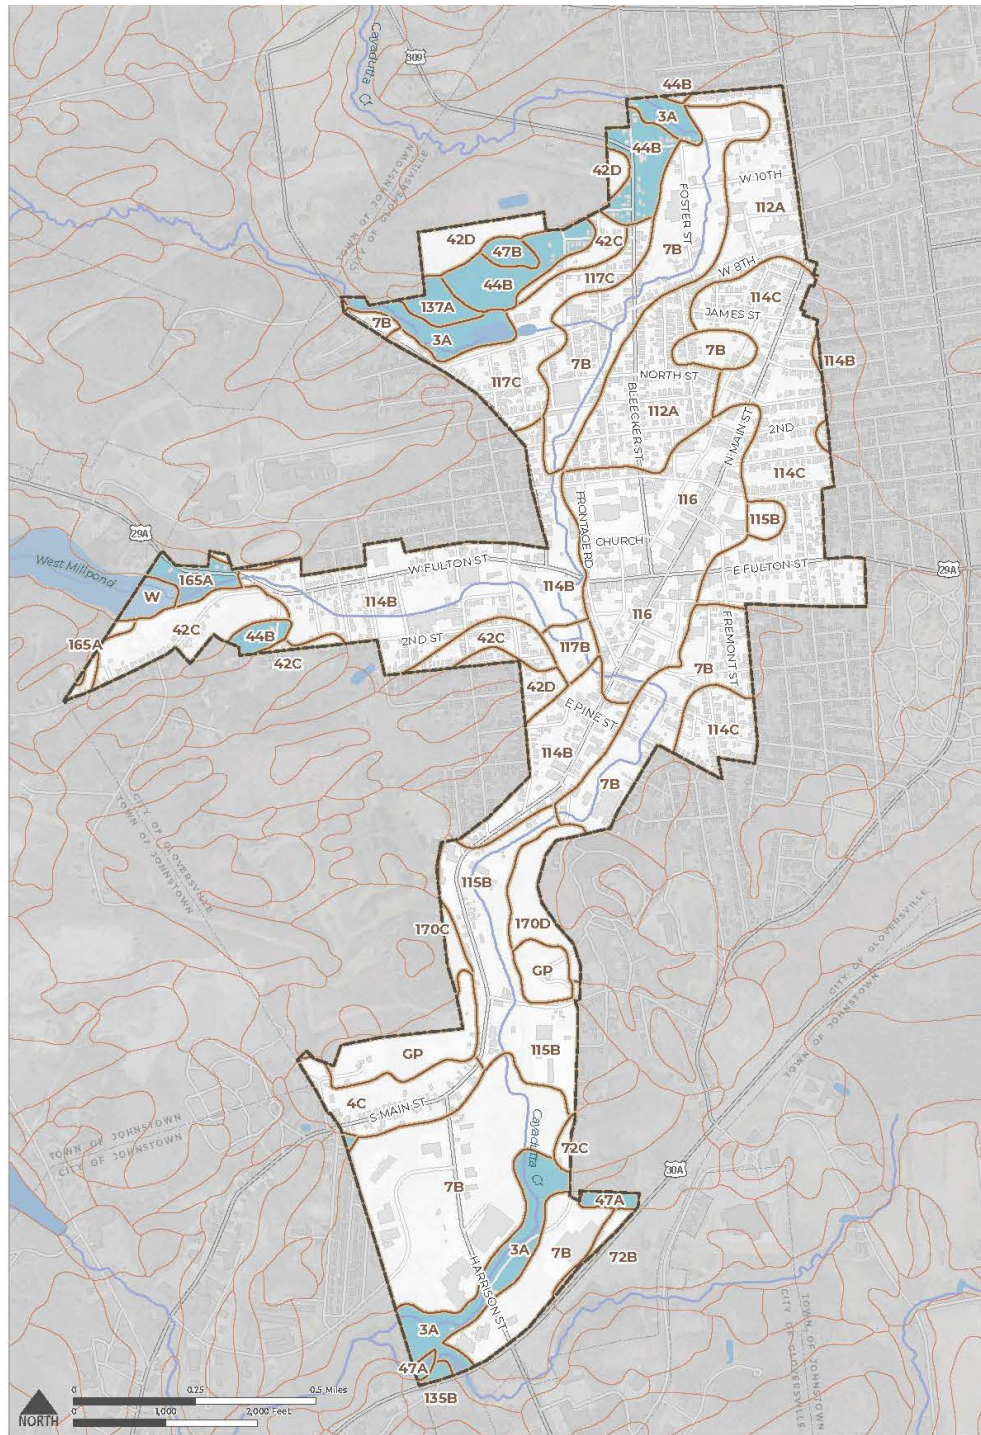 309
Cayadutta Cr
44B
3A
44B
42D
TOWN OF JOHNSTOWN
CITY OF GLOVERSVILLE
W 10TH
112A
FOSTER ST
42D
47B
42C
7B
W 8TH
117C
44B
114C
137A
JAMES ST
7B
3A
7B
7B
114B
NORTH ST
117C
BLEECKER ST
112A
N MAIN ST
2ND
114C
116
115B
FRONTAGE RD
CHURCH
29A
West Millpond
W FULTON ST
E FULTON ST
29A
165A
W
114B
114B
42C
44B
2ND ST
42C
116
FREMONT ST
165A
42C
117B
7B
42D
E PINE ST
114C
114B
7B
CITY OF GLOVERSVILLE
TOWN OF JOHNSTOWN
115B
170C
170D
CITY OF GLOVERSVILLE
TOWN OF JOHNSTOWN
GP
GP
115B
4C
S MAIN ST
Cayadutta Cr
TOWN OF JOHNSTOWN
CITY OF JOHNSTOWN
72C
30A
7B
47A
3A
7B
72B
HARRISON ST
3A
47A
135B
TOWN OF JOHNSTOWN
CITY OF GLOVERSVILLE
NORTH
0 0.25 0.5 Miles
0 1,000 2,000 Feet